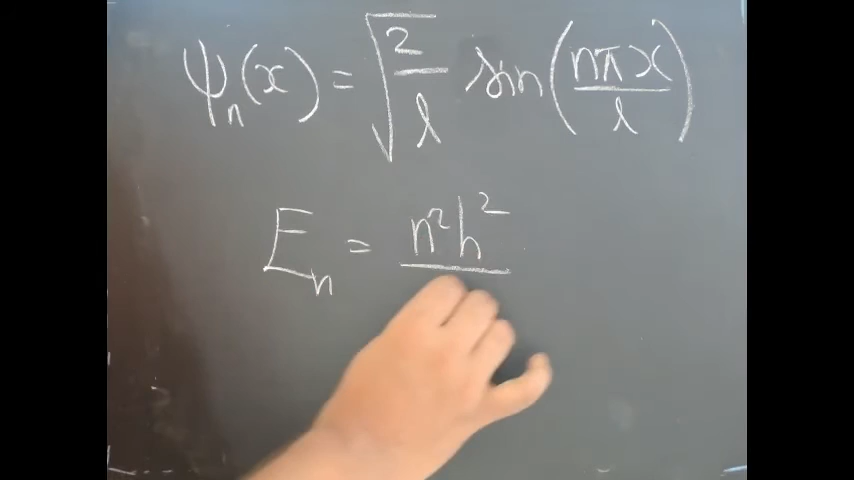 ψₙ(x) = √(2/l) sin(nπx/l)
Eₙ = n²h²